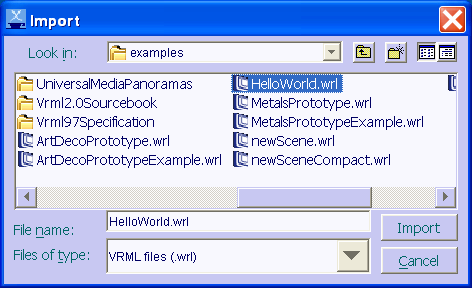 Import
Look in: examples
UniversalMediaPanoramas
Vrml2.0Sourcebook
Vrml97Specification
ArtDecoPrototype.wrl
ArtDecoPrototypeExample.wrl
HelloWorld.wrl
MetalsPrototype.wrl
MetalsPrototypeExample.wrl
newScene.wrl
newSceneCompact.wrl
File name: HelloWorld.wrl Import
Files of type: VRML files (.wrl) Cancel